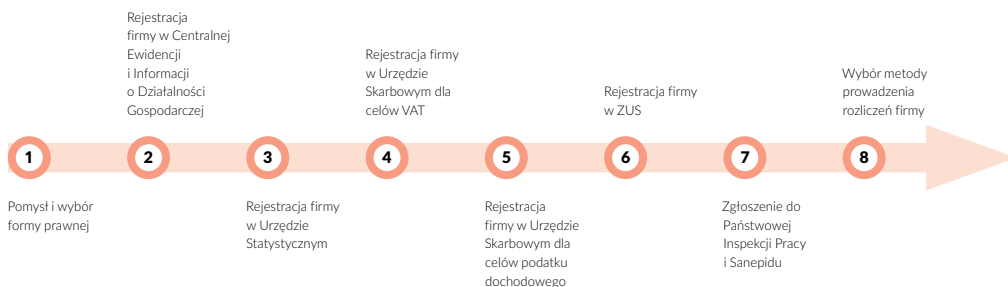 Rejestracja
firmy w Centralnej
Ewidencji
i Informacji
o Działalności
Gospodarczej
Rejestracja firmy
w Urzędzie
Skarbowym dla
celów VAT
Rejestracja firmy
w ZUS
Wybór metody
prowadzenia
rozliczeń firmy
1
2
3
4
5
6
7
8
Pomysł i wybór
formy prawnej
Rejestracja firmy
w Urzędzie
Statystycznym
Rejestracja
firmy w Urzędzie
Skarbowym dla
celów podatku
dochodowego
Zgłoszenie do
Państwowej
Inspekcji Pracy
i Sanepidu